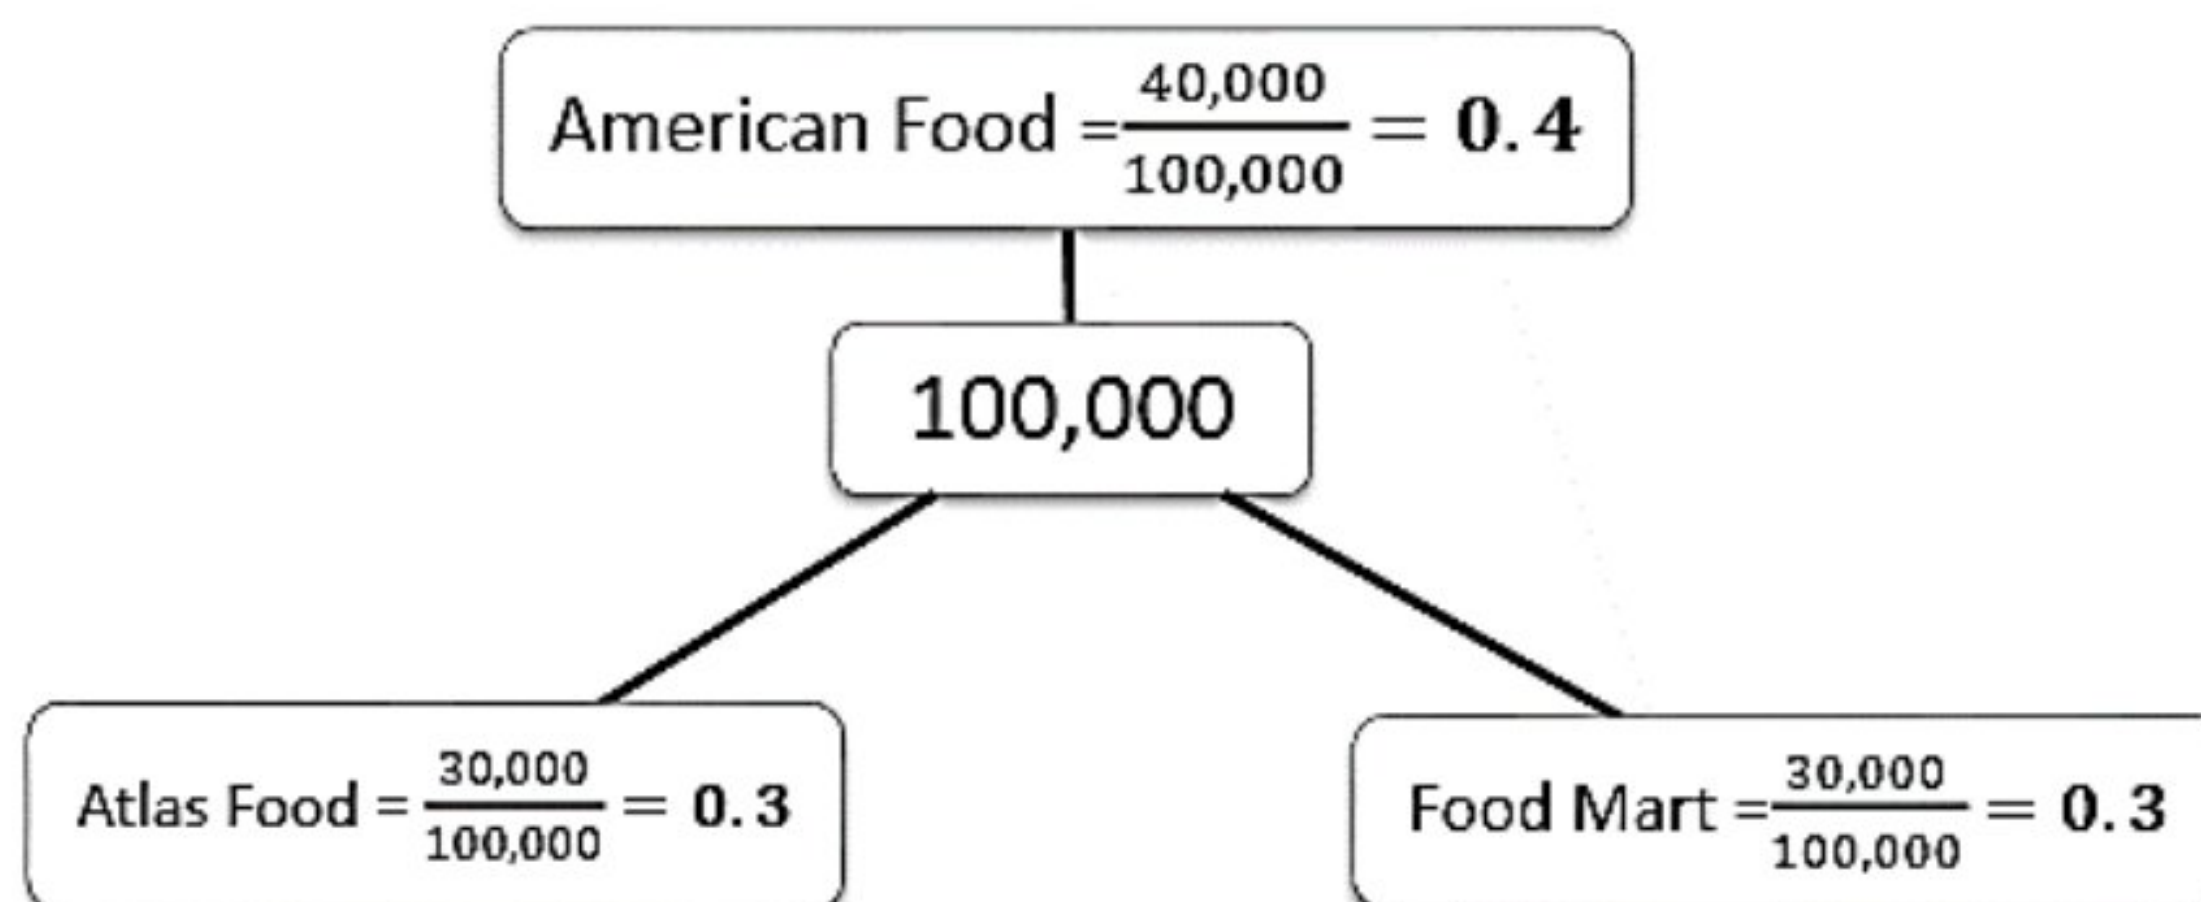 American Food = 40,000/100,000 = 0.4
100,000
Atlas Food = 30,000/100,000 = 0.3
Food Mart = 30,000/100,000 = 0.3